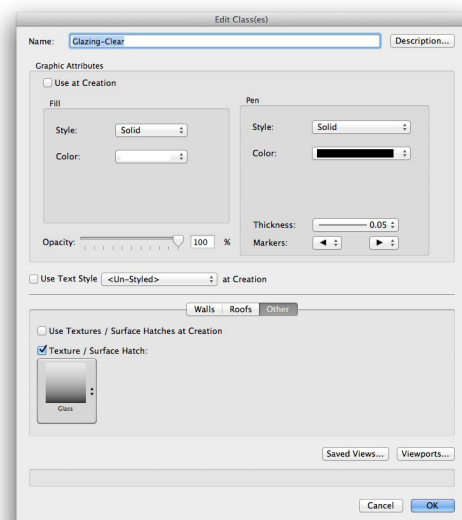 Edit Class(es)
Name: Glazing-Clear Description...
Graphic Attributes
Use at Creation
Fill
Style: Solid
Color:
Opacity: 100 %
Pen
Style: Solid
Color:
Thickness: 0.05
Markers:
Use Text Style <Un-Styled> at Creation
Walls Roofs Other
Use Textures / Surface Hatches at Creation
Texture / Surface Hatch:
Glass
Saved Views... Viewports...
Cancel OK